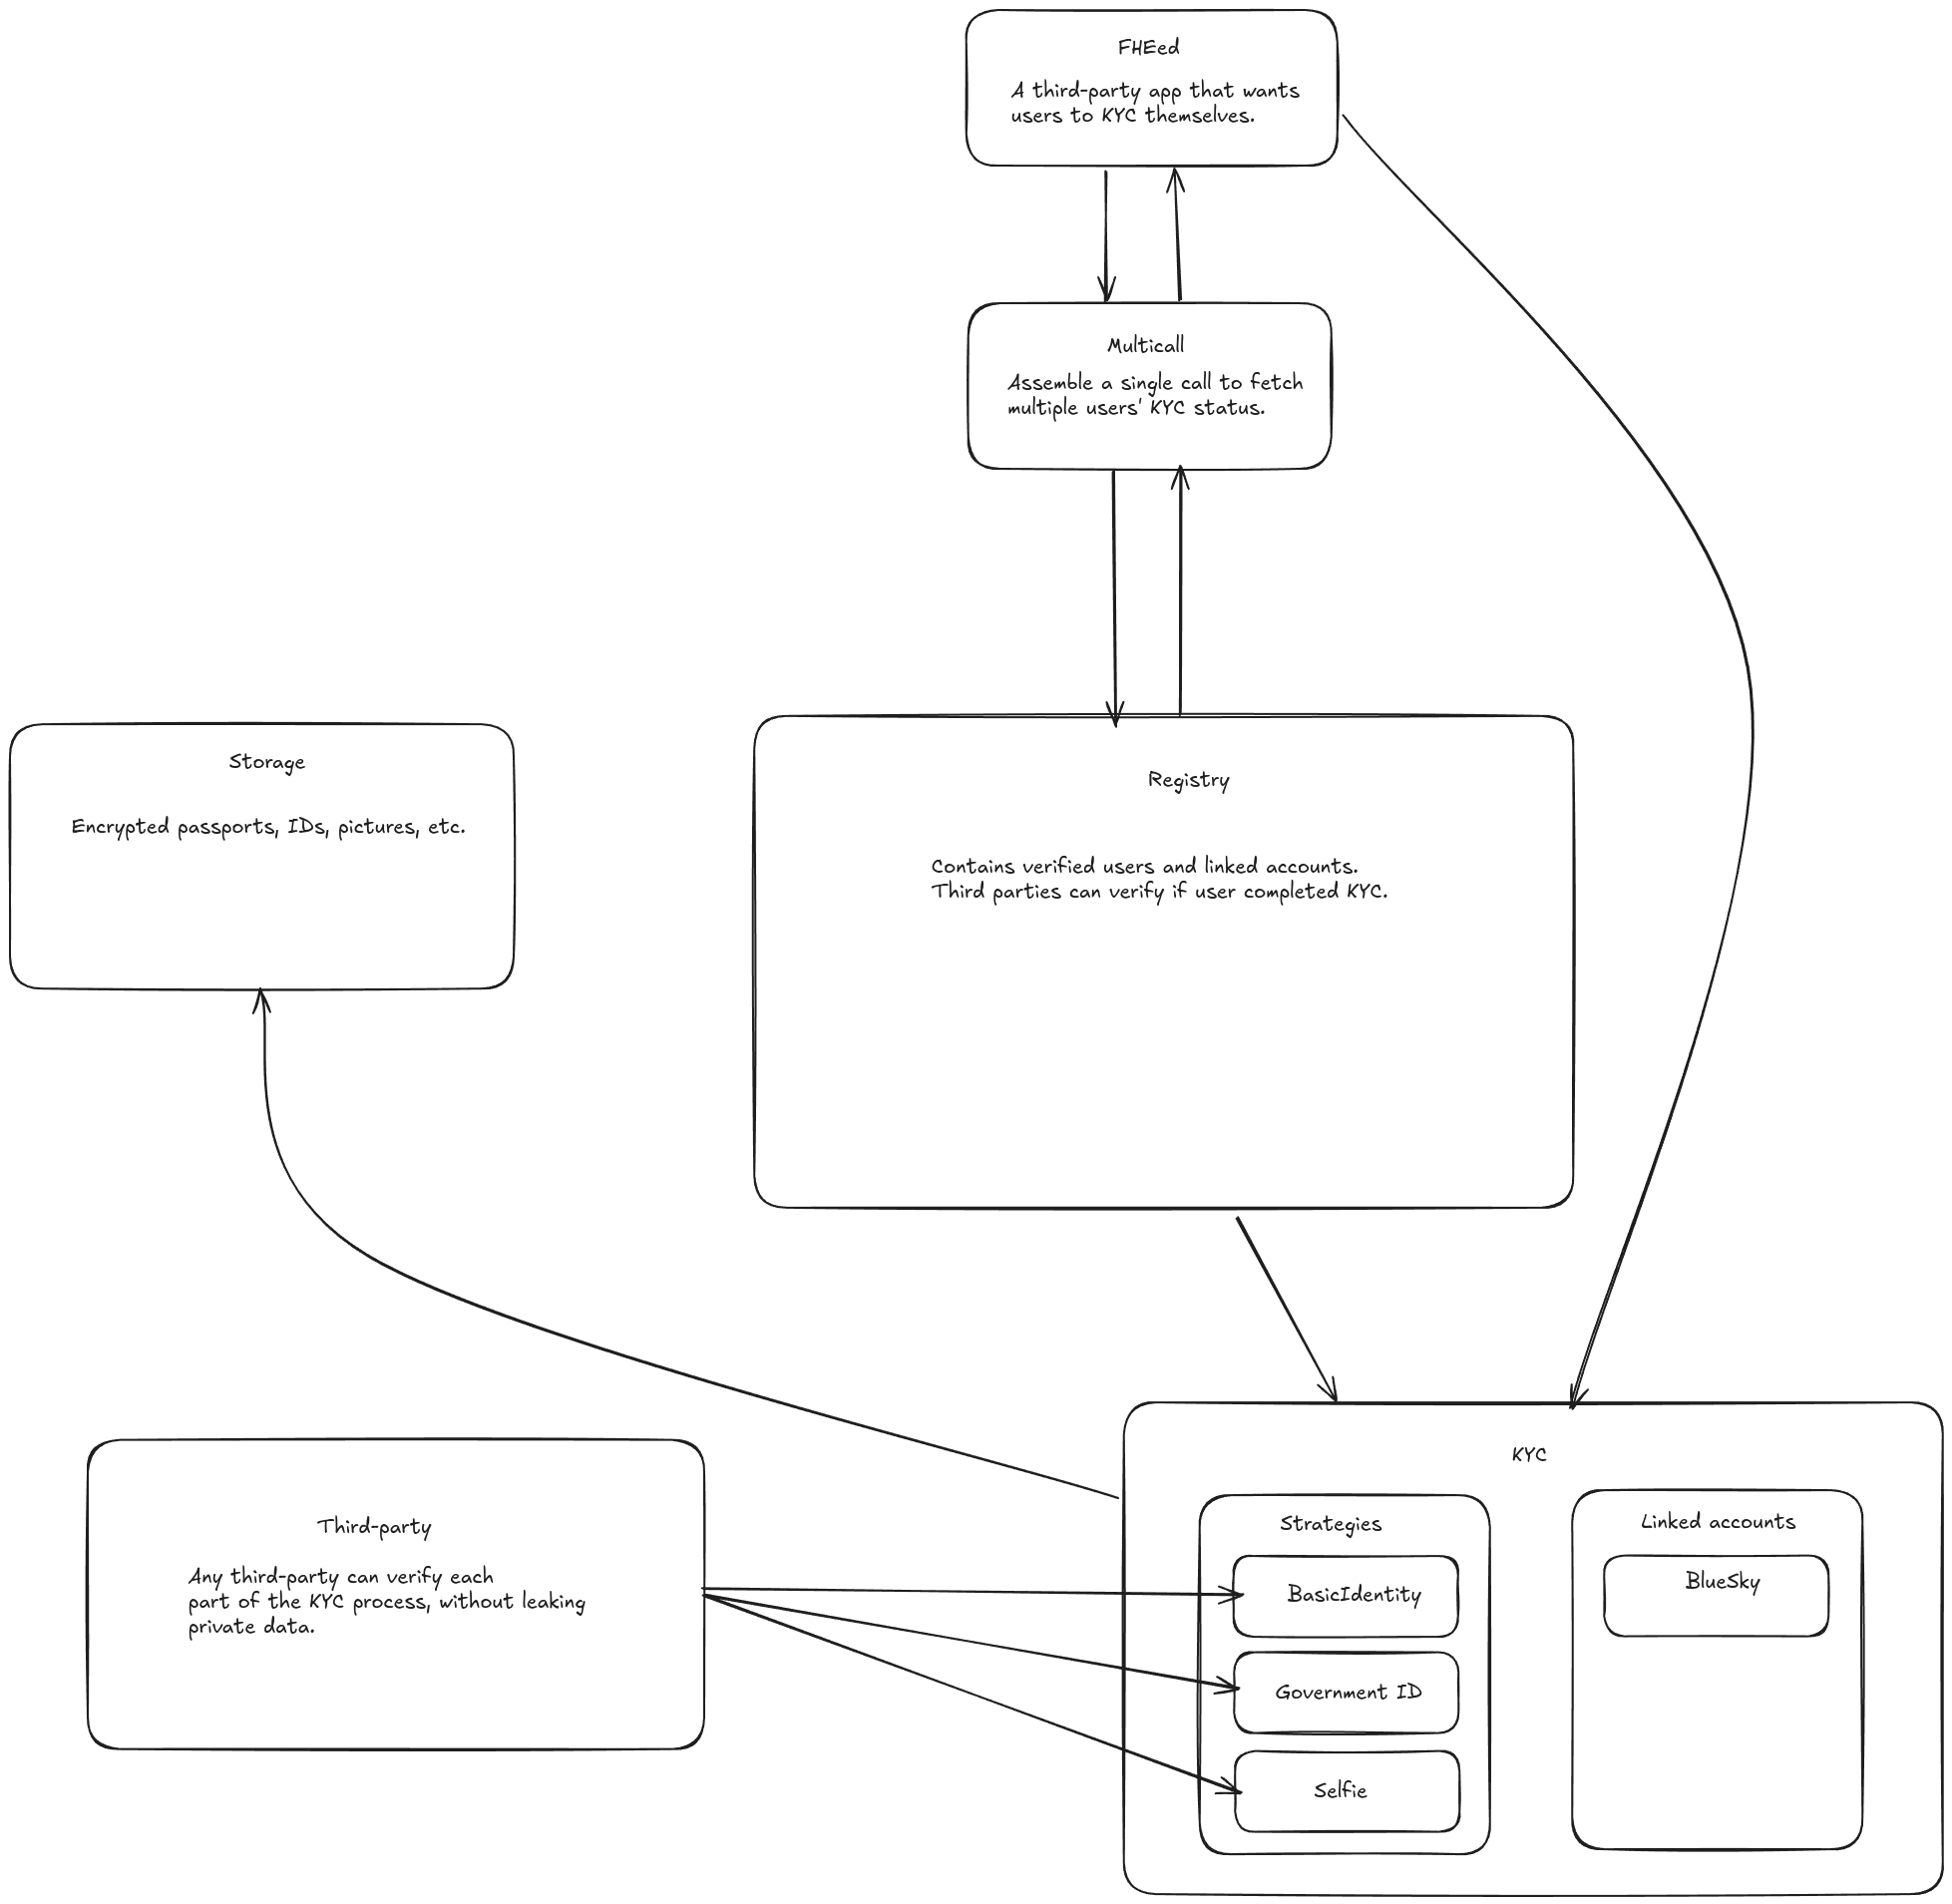 FHEed
A third-party app that wants
users to KYC themselves.
Multicall
Assemble a single call to fetch
multiple users' KYC status.
Storage
Encrypted passports, IDs, pictures, etc.
Registry
Contains verified users and linked accounts.
Third parties can verify if user completed KYC.
Third-party
Any third-party can verify each
part of the KYC process, without leaking
private data.
KYC
Strategies
BasicIdentity
Government ID
Selfie
Linked accounts
BlueSky